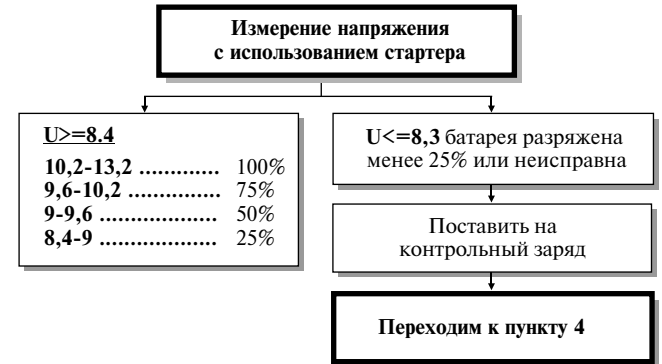 Измерение напряжения
с использованием стартера
U>=8.4
10,2-13,2 ............. 100%
9,6-10,2 ............... 75%
9-9,6 .................... 50%
8,4-9 .................... 25%
U<=8,3 батарея разряжена
менее 25% или неисправна
Поставить на
контрольный заряд
Переходим к пункту 4